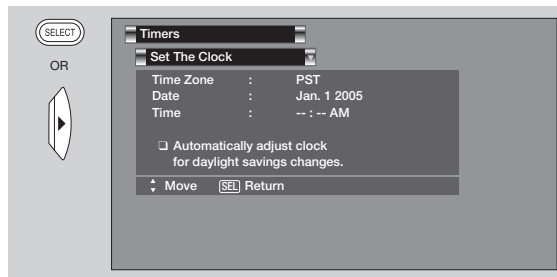 SELECT
OR
Timers
Set The Clock
Time Zone : PST
Date : Jan. 1 2005
Time : -- : -- AM
❏ Automatically adjust clock
for daylight savings changes.
Move SEL Return